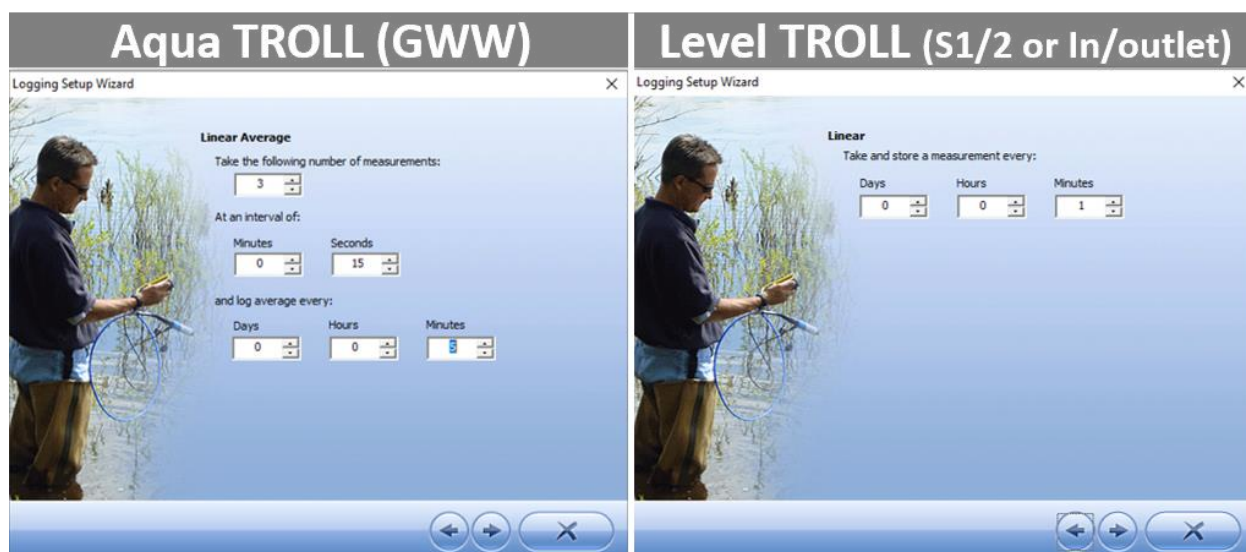 Aqua TROLL (GWW)
Logging Setup Wizard
Linear Average
Take the following number of measurements:
3
At an interval of:
Minutes Seconds
0 15
and log average every:
Days Hours Minutes
0 0 5
Level TROLL (S1/2 or In/outlet)
Logging Setup Wizard
Linear
Take and store a measurement every:
Days Hours Minutes
0 0 1